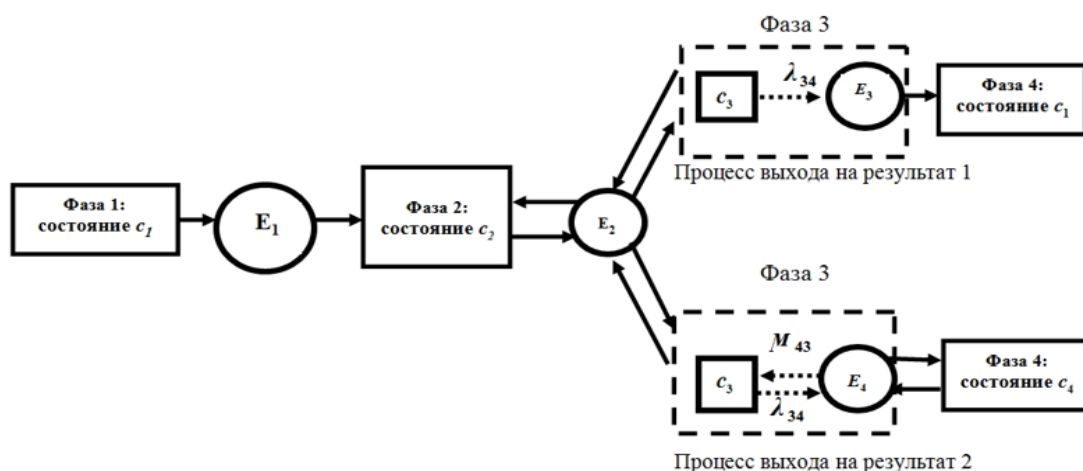 Фаза 3
c₃
λ₃₄
E₃
Фаза 4:
состояние c₁
Процесс выхода на результат 1
Фаза 1:
состояние c₁
E₁
Фаза 2:
состояние c₂
E₂
Фаза 3
M₄₃
c₃
λ₃₄
E₄
Фаза 4:
состояние c₄
Процесс выхода на результат 2